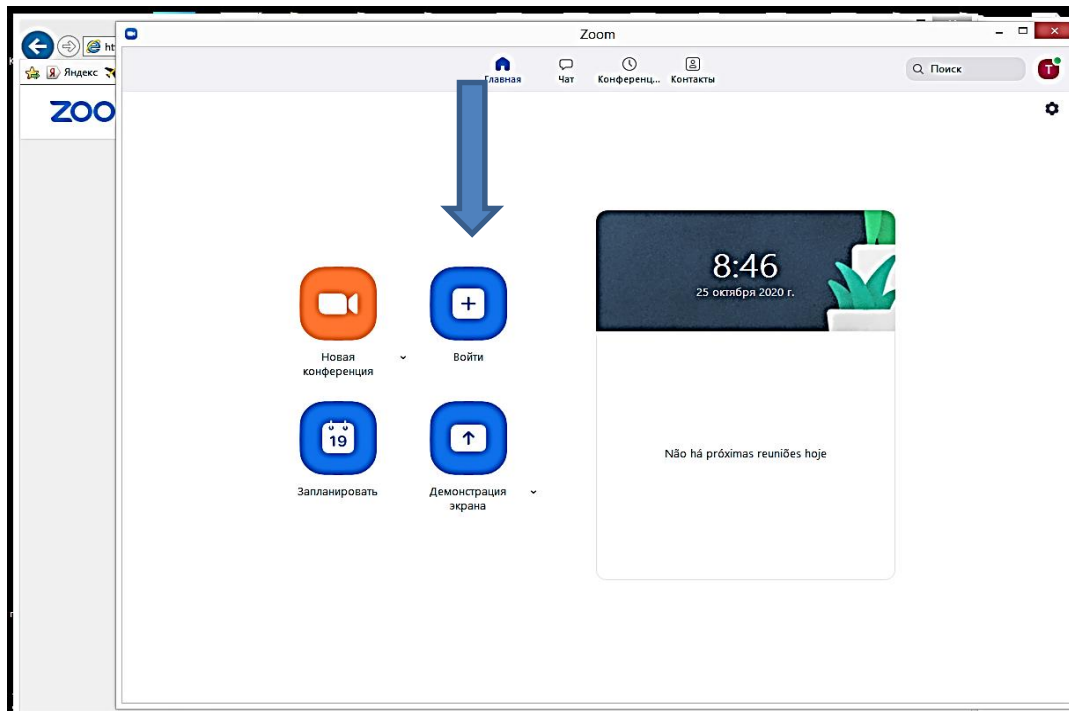 Zoom
ht
Яндекс
ZOO
Главная
Чат
Конференц...
Контакты
Поиск
T
8:46
25 октября 2020 г.
Новая
конференция
Войти
19
Запланировать
Демонстрация
экрана
Não há próximas reuniões hoje